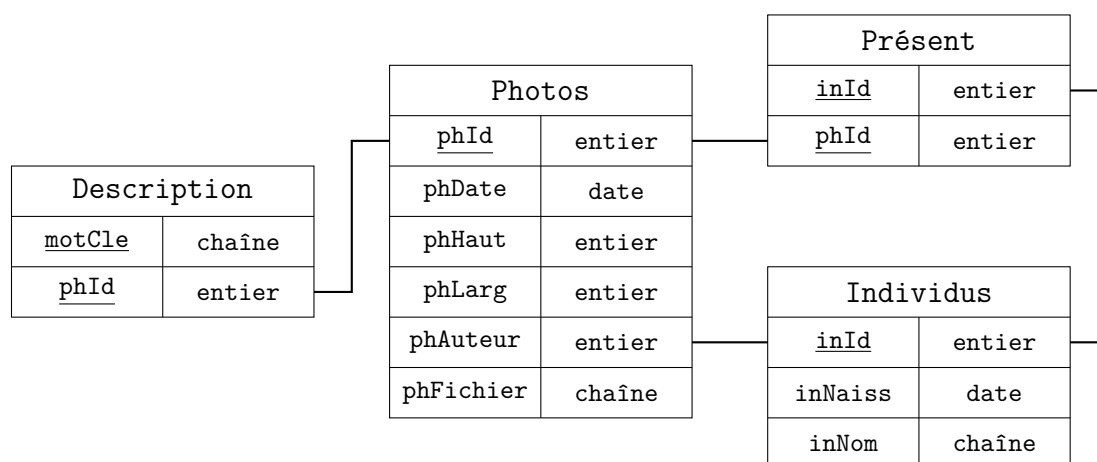 Description
motCle chaîne
phId entier
Photos
phId entier
phDate date
phHaut entier
phLarg entier
phAuteur entier
phFichier chaîne
Présent
inId entier
phId entier
Individus
inId entier
inNaiss date
inNom chaîne